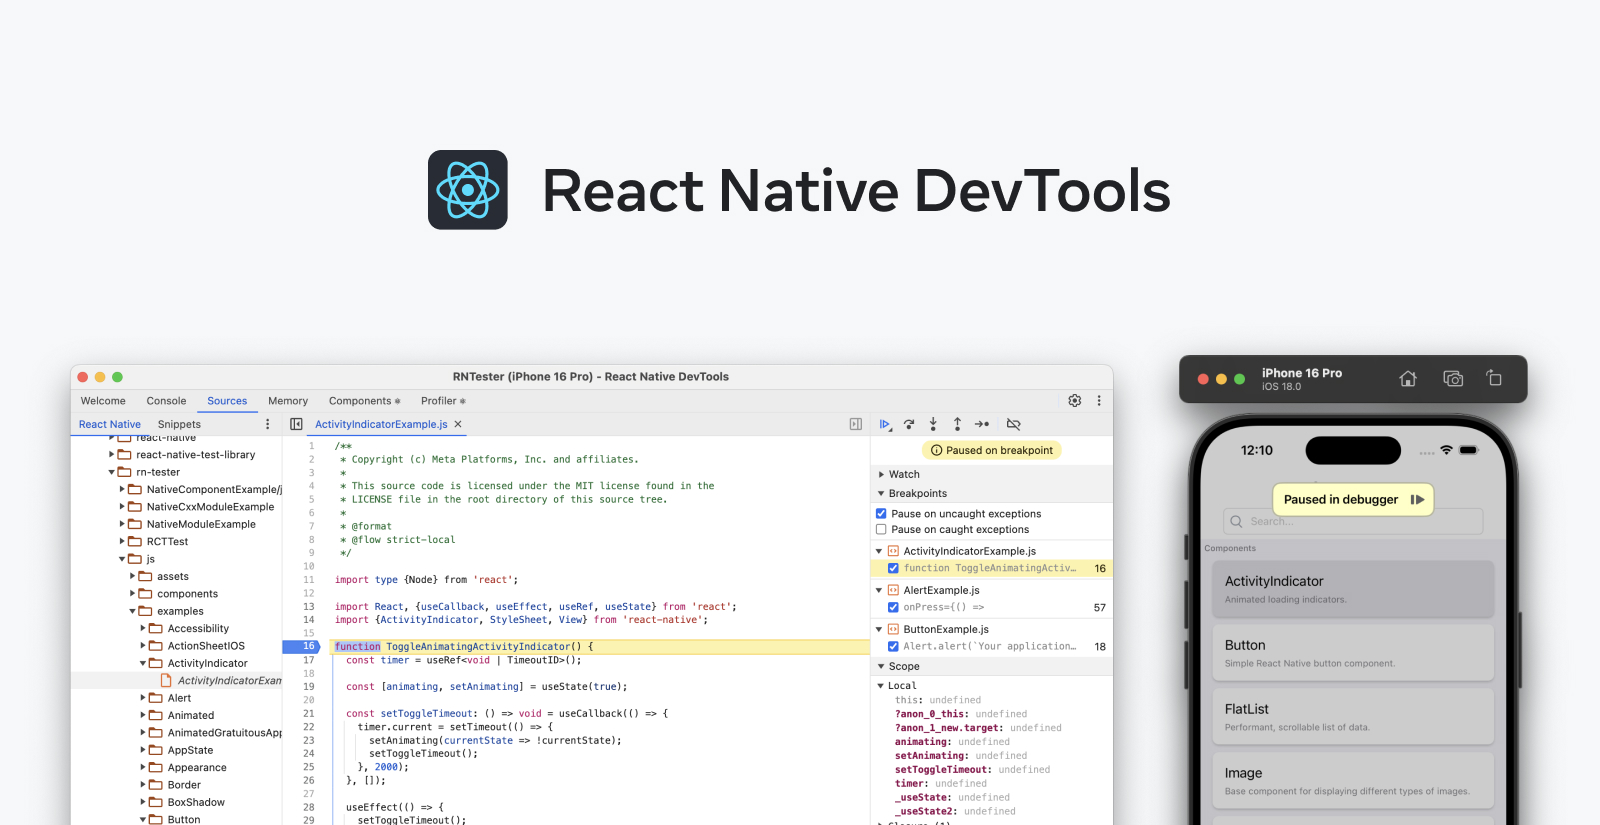 React Native DevTools
RNTester (iPhone 16 Pro) - React Native DevTools
Welcome Console Sources Memory Components Profiler
React Native Snippets
react-native
react-native-test-library
rn-tester
NativeComponentExample/j
NativeCxxModuleExample
NativeModuleExample
RCTTest
js
assets
components
examples
Accessibility
ActionSheetIOS
ActivityIndicator
ActivityIndicatorExam
Alert
Animated
AnimatedGratuitousApp
AppState
Appearance
Border
BoxShadow
Button
ActivityIndicatorExample.js
1 /**
2 * Copyright (c) Meta Platforms, Inc. and affiliates.
3 *
4 * This source code is licensed under the MIT license found in the
5 * LICENSE file in the root directory of this source tree.
6 *
7 * @format
8 * @flow strict-local
9 */
10
11 import type {Node} from 'react';
12
13 import React, {useCallback, useEffect, useRef, useState} from 'react';
14 import {ActivityIndicator, StyleSheet, View} from 'react-native';
15
16 function ToggleAnimatingActivityIndicator() {
17 const timer = useRef<void | TimeoutID>();
18
19 const [animating, setAnimating] = useState(true);
20
21 const setToggleTimeout: () => void = useCallback(() => {
22 timer.current = setTimeout(() => {
23 setAnimating(currentState => !currentState);
24 setToggleTimeout();
25 }, 2000);
26 }, []);
27
28 useEffect(() => {
29 setToggleTimeout();
Paused on breakpoint
Watch
Breakpoints
Pause on uncaught exceptions
Pause on caught exceptions
ActivityIndicatorExample.js
function ToggleAnimatingActiv… 16
AlertExample.js
onPress={() => 57
ButtonExample.js
Alert.alert(`Your application… 18
Scope
Local
this: undefined
?anon_0_this: undefined
?anon_1_new.target: undefined
animating: undefined
setAnimating: undefined
setToggleTimeout: undefined
timer: undefined
_useState: undefined
_useState2: undefined
Closure (1)
iPhone 16 Pro
iOS 18.0
12:10
Paused in debugger
Search...
Components
ActivityIndicator
Animated loading indicators.
Button
Simple React Native button component.
FlatList
Performant, scrollable list of data.
Image
Base component for displaying different types of images.